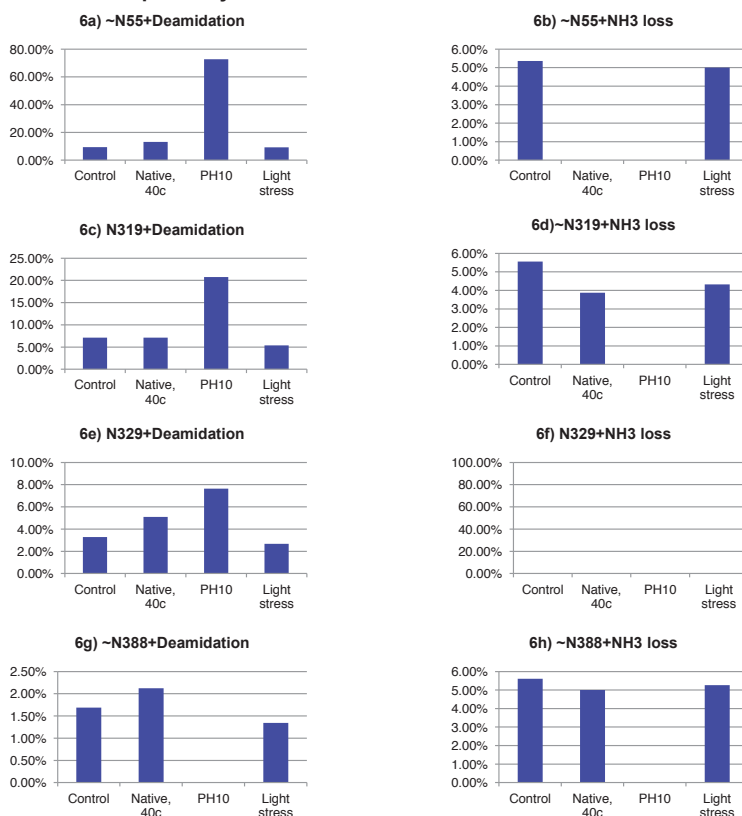 6a) ~N55+Deamidation
80.00%
60.00%
40.00%
20.00%
0.00%
Control Native, PH10 Light
40c stress
6b) ~N55+NH3 loss
6.00%
5.00%
4.00%
3.00%
2.00%
1.00%
0.00%
Control Native, PH10 Light
40c stress
6c) N319+Deamidation
25.00%
20.00%
15.00%
10.00%
5.00%
0.00%
Control Native, PH10 Light
40c stress
6d)~N319+NH3 loss
6.00%
5.00%
4.00%
3.00%
2.00%
1.00%
0.00%
Control Native, PH10 Light
40c stress
6e) N329+Deamidation
10.00%
8.00%
6.00%
4.00%
2.00%
0.00%
Control Native, PH10 Light
40c stress
6f) N329+NH3 loss
100.00%
80.00%
60.00%
40.00%
20.00%
0.00%
Control Native, PH10 Light
40c stress
6g) ~N388+Deamidation
2.50%
2.00%
1.50%
1.00%
0.50%
0.00%
Control Native, PH10 Light
40c stress
6h) ~N388+NH3 loss
6.00%
5.00%
4.00%
3.00%
2.00%
1.00%
0.00%
Control Native, PH10 Light
40c stress